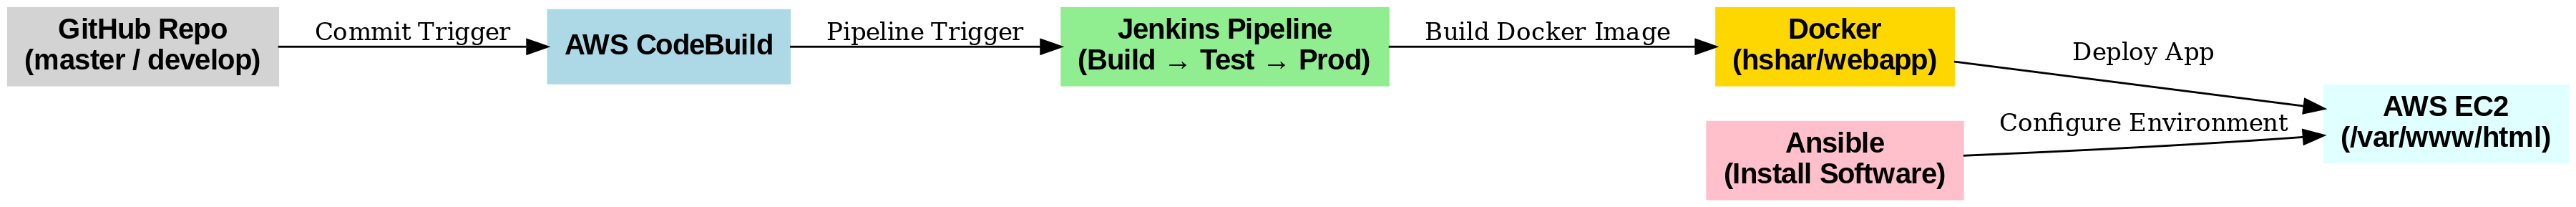 GitHub Repo
(master / develop)
Commit Trigger
AWS CodeBuild
Pipeline Trigger
Jenkins Pipeline
(Build → Test → Prod)
Build Docker Image
Docker
(hshar/webapp)
Deploy App
Ansible
(Install Software)
Configure Environment
AWS EC2
(/var/www/html)